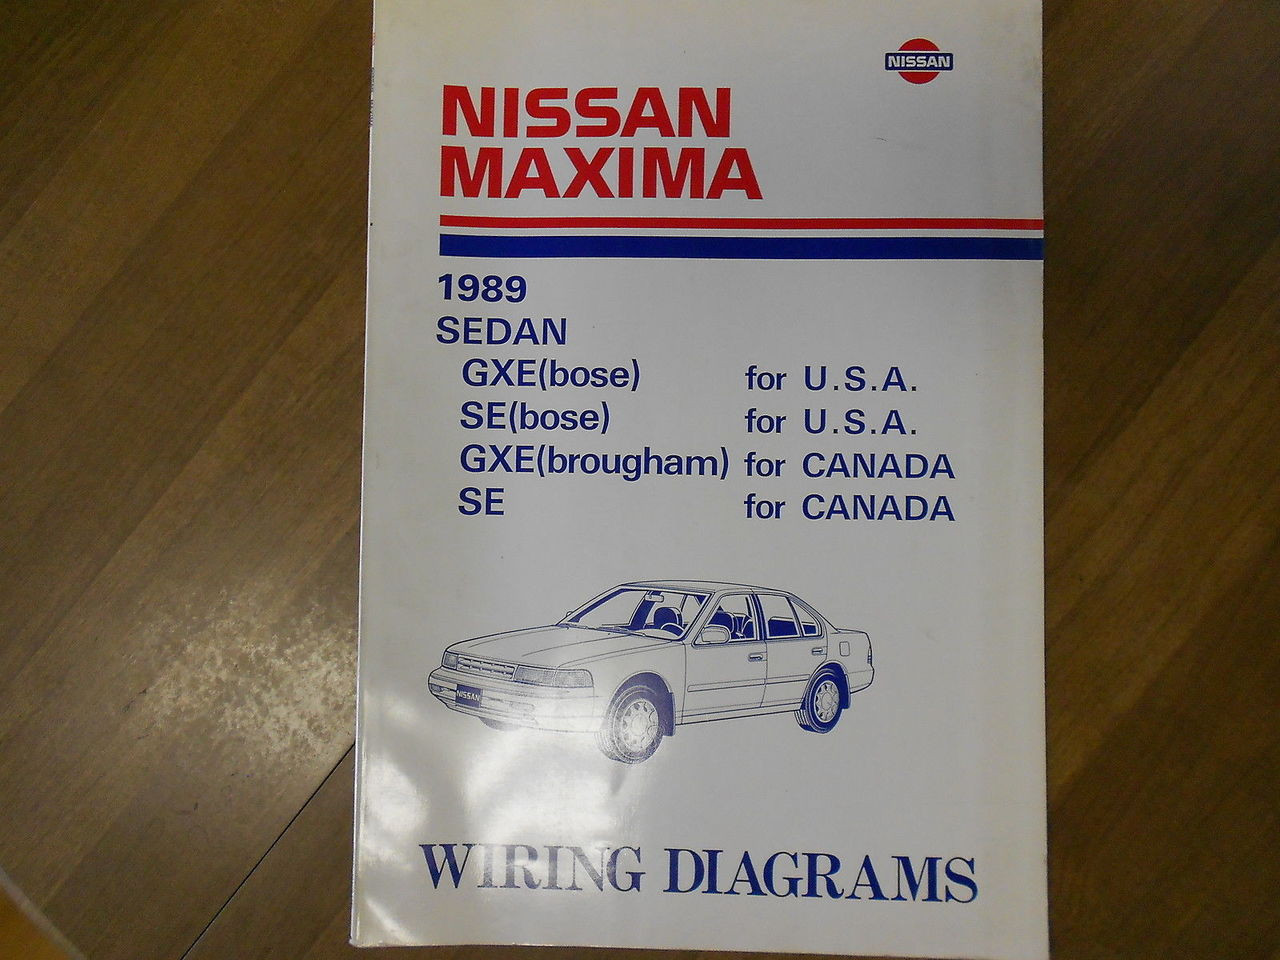 NISSAN
NISSAN
MAXIMA
1989
SEDAN
GXE(bose) for U.S.A.
SE(bose) for U.S.A.
GXE(brougham) for CANADA
SE for CANADA
NISSAN
WIRING DIAGRAMS